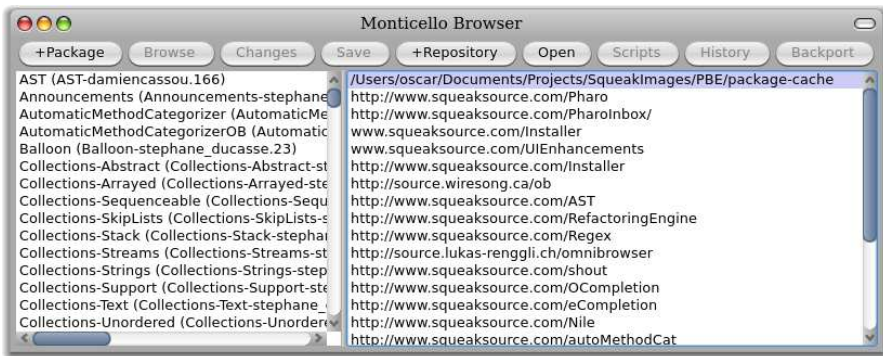 Monticello Browser
+Package Browse Changes Save +Repository Open Scripts History Backport
AST (AST-damiencassou.166)
Announcements (Announcements-stephane
AutomaticMethodCategorizer (AutomaticMe
AutomaticMethodCategorizerOB (Automatic
Balloon (Balloon-stephane_ducasse.23)
Collections-Abstract (Collections-Abstract-st
Collections-Arrayed (Collections-Arrayed-ste
Collections-Sequenceable (Collections-Sequ
Collections-SkipLists (Collections-SkipLists-s
Collections-Stack (Collections-Stack-stephan
Collections-Streams (Collections-Streams-st
Collections-Strings (Collections-Strings-step
Collections-Support (Collections-Support-ste
Collections-Text (Collections-Text-stephane_
Collections-Unordered (Collections-Unordere
/Users/oscar/Documents/Projects/SqueakImages/PBE/package-cache
http://www.squeaksource.com/Pharo
http://www.squeaksource.com/PharoInbox/
www.squeaksource.com/Installer
www.squeaksource.com/UIEnhancements
http://www.squeaksource.com/Installer
http://source.wiresong.ca/ob
http://www.squeaksource.com/AST
http://www.squeaksource.com/RefactoringEngine
http://www.squeaksource.com/Regex
http://source.lukas-renggli.ch/omnibrowser
http://www.squeaksource.com/shout
http://www.squeaksource.com/OCompletion
http://www.squeaksource.com/eCompletion
http://www.squeaksource.com/Nile
http://www.squeaksource.com/autoMethodCat